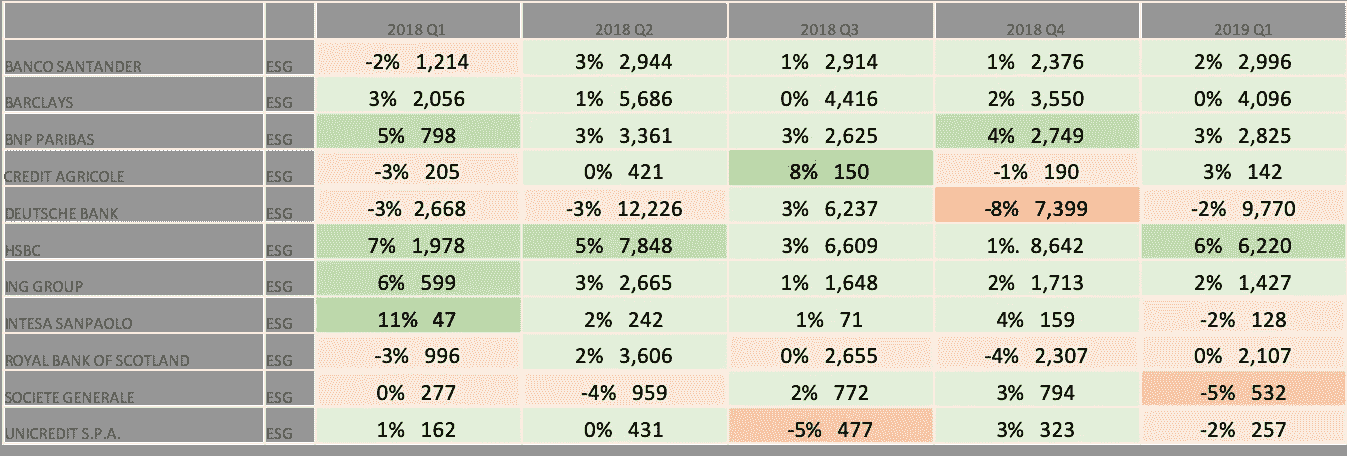 2018 Q1 2018 Q2 2018 Q3 2018 Q4 2019 Q1
BANCO SANTANDER ESG -2% 1,214 3% 2,944 1% 2,914 1% 2,376 2% 2,996
BARCLAYS ESG 3% 2,056 1% 5,686 0% 4,416 2% 3,550 0% 4,096
BNP PARIBAS ESG 5% 798 3% 3,361 3% 2,625 4% 2,749 3% 2,825
CREDIT AGRICOLE ESG -3% 205 0% 421 8% 150 -1% 190 3% 142
DEUTSCHE BANK ESG -3% 2,668 -3% 12,226 3% 6,237 -8% 7,399 -2% 9,770
HSBC ESG 7% 1,978 5% 7,848 3% 6,609 1%. 8,642 6% 6,220
ING GROUP ESG 6% 599 3% 2,665 1% 1,648 2% 1,713 2% 1,427
INTESA SANPAOLO ESG 11% 47 2% 242 1% 71 4% 159 -2% 128
ROYAL BANK OF SCOTLAND ESG -3% 996 2% 3,606 0% 2,655 -4% 2,307 0% 2,107
SOCIETE GENERALE ESG 0% 277 -4% 959 2% 772 3% 794 -5% 532
UNICREDIT S.P.A. ESG 1% 162 0% 431 -5% 477 3% 323 -2% 257